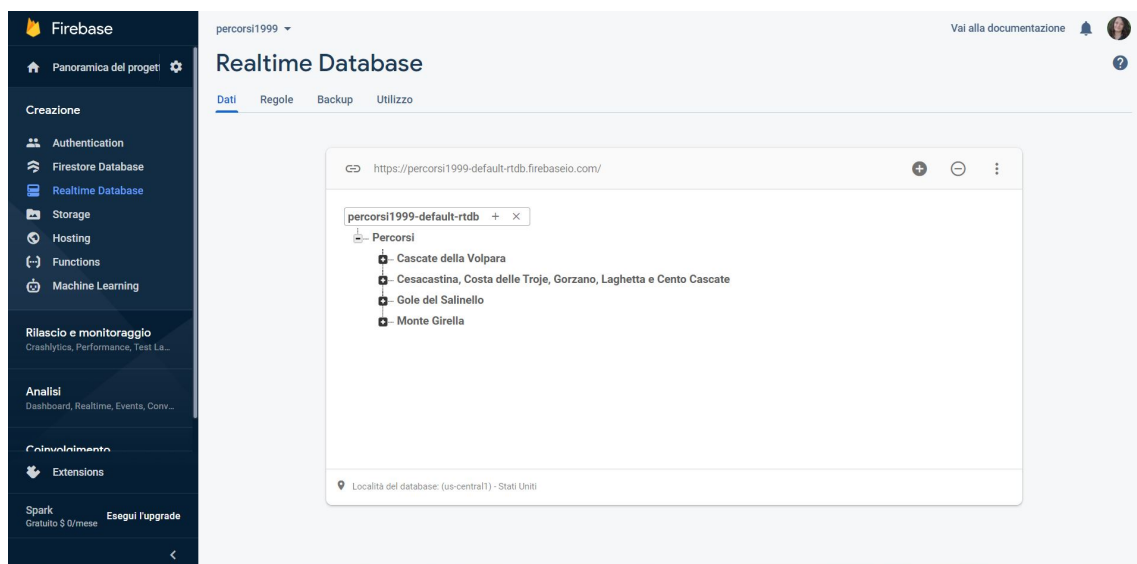 Firebase
Panoramica del proget
Creazione
Authentication
Firestore Database
Realtime Database
Storage
Hosting
Functions
Machine Learning
Rilascio e monitoraggio
Crashlytics, Performance, Test La...
Analisi
Dashboard, Realtime, Events, Conv...
Coinvolgimento
Extensions
Spark
Gratuito $ 0/mese
Esegui l'upgrade
percorsi1999
Vai alla documentazione
Realtime Database
Dati Regole Backup Utilizzo
https://percorsi1999-default-rtdb.firebaseio.com/
percorsi1999-default-rtdb
Percorsi
Cascate della Volpara
Cesacastina, Costa delle Troje, Gorzano, Laghetta e Cento Cascate
Gole del Salinello
Monte Girella
Località del database: (us-central1) - Stati Uniti